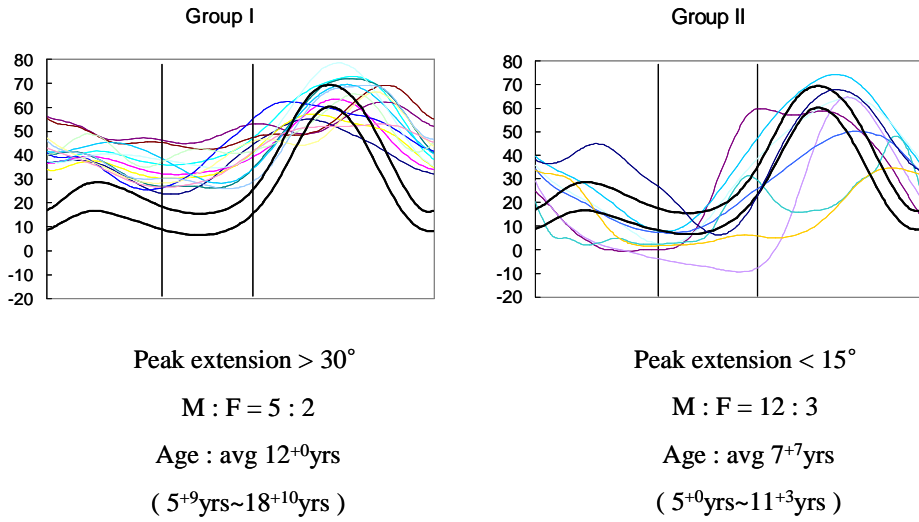 Group I
Group II
80
70
60
50
40
30
20
10
0
-10
-20
80
70
60
50
40
30
20
10
0
-10
-20
Peak extension > 30°
M : F = 5 : 2
Age : avg 12⁺⁰yrs
( 5⁺⁹yrs~18⁺¹⁰yrs )
Peak extension < 15°
M : F = 12 : 3
Age : avg 7⁺⁷yrs
( 5⁺⁰yrs~11⁺³yrs )